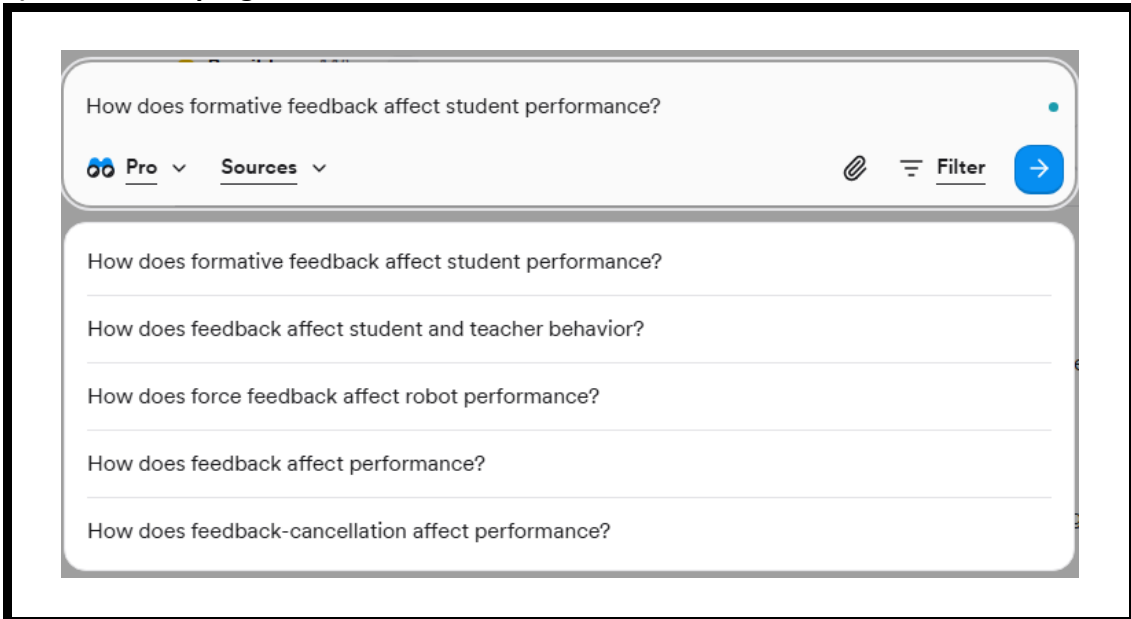 How does formative feedback affect student performance?
Pro Sources Filter
How does formative feedback affect student performance?
How does feedback affect student and teacher behavior?
How does force feedback affect robot performance?
How does feedback affect performance?
How does feedback-cancellation affect performance?